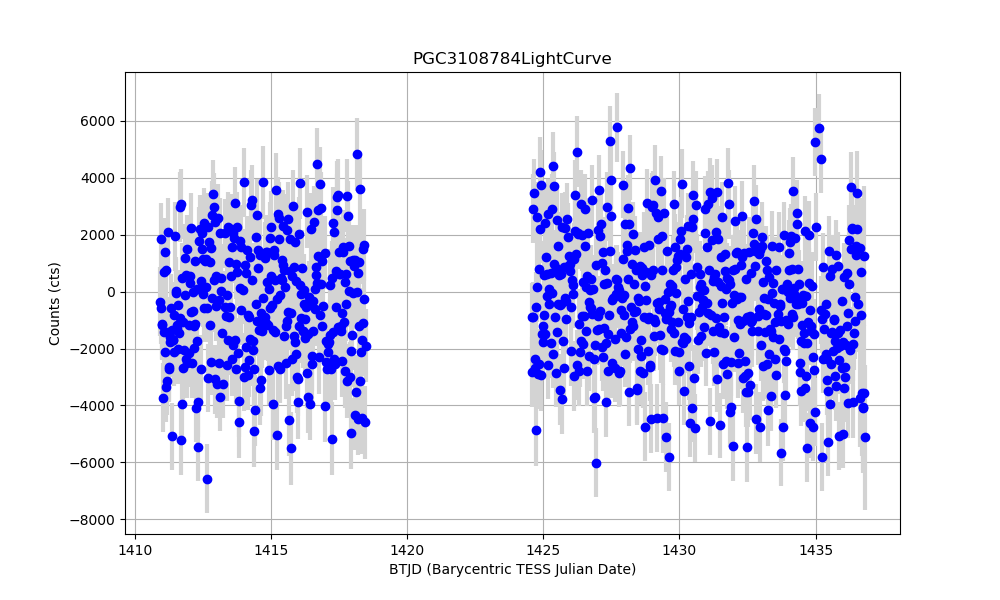 PGC3108784LightCurve
6000
4000
2000
0
−2000
−4000
−6000
−8000
Counts (cts)
1410 1415 1420 1425 1430 1435
BTJD (Barycentric TESS Julian Date)